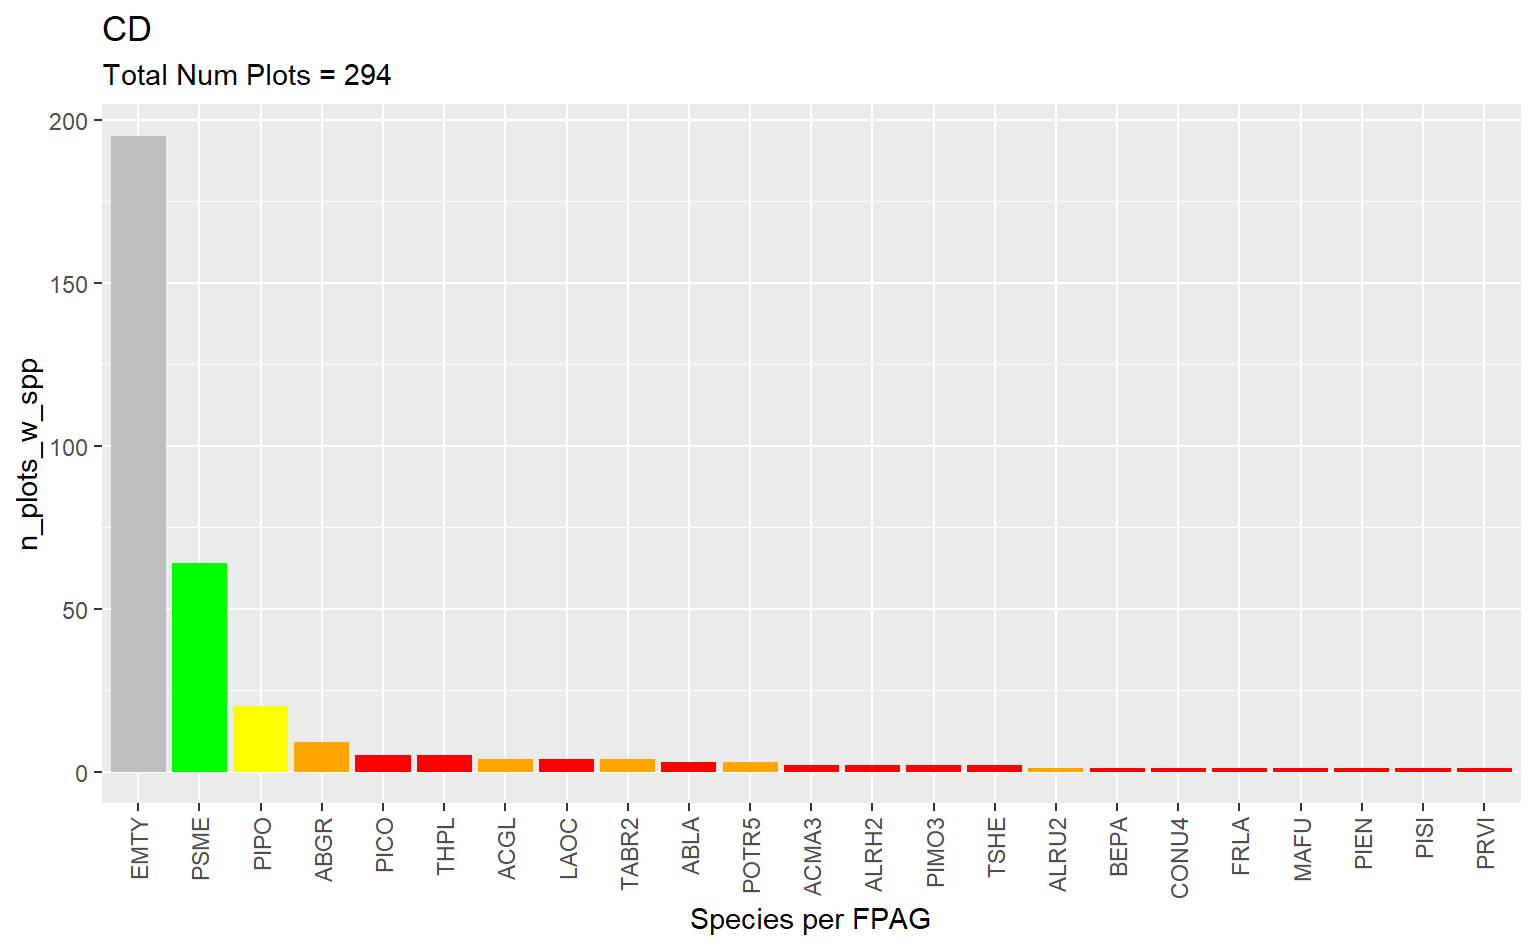 CD
Total Num Plots = 294
n_plots_w_spp
200
150
100
50
0
EMTY
PSME
PIPO
ABGR
PICO
THPL
ACGL
LAOC
TABR2
ABLA
POTR5
ACMA3
ALRH2
PIMO3
TSHE
ALRU2
BEPA
CONU4
FRLA
MAFU
PIEN
PISI
PRVI
Species per FPAG